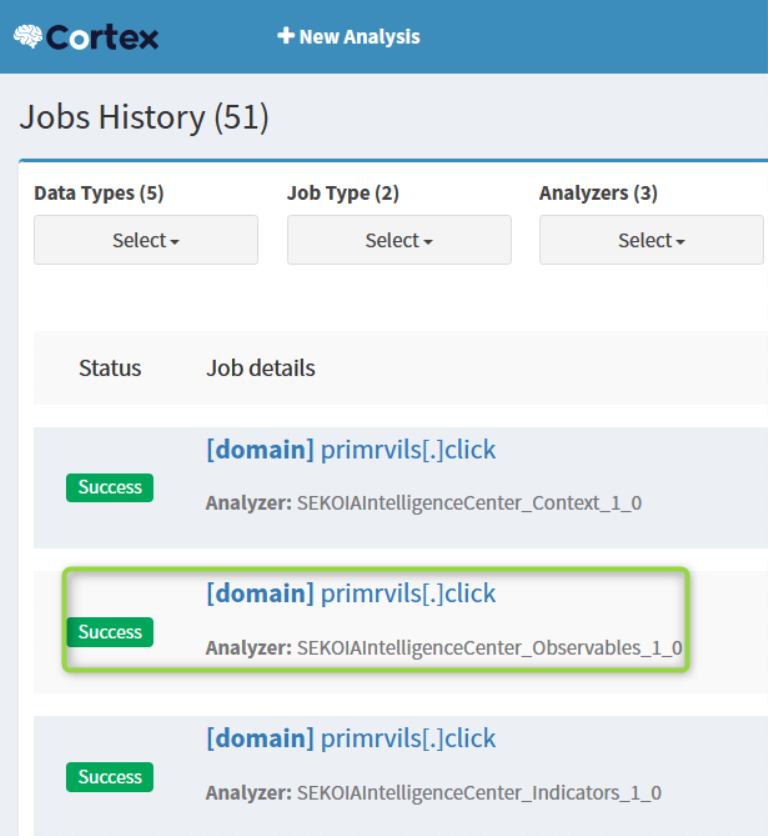 Cortex
+ New Analysis
Jobs History (51)
Data Types (5) Job Type (2) Analyzers (3)
Select Select Select
Status Job details
[domain] primrvils[.]click
Success
Analyzer: SEKOIAIntelligenceCenter_Context_1_0
[domain] primrvils[.]click
Success
Analyzer: SEKOIAIntelligenceCenter_Observables_1_0
[domain] primrvils[.]click
Success
Analyzer: SEKOIAIntelligenceCenter_Indicators_1_0